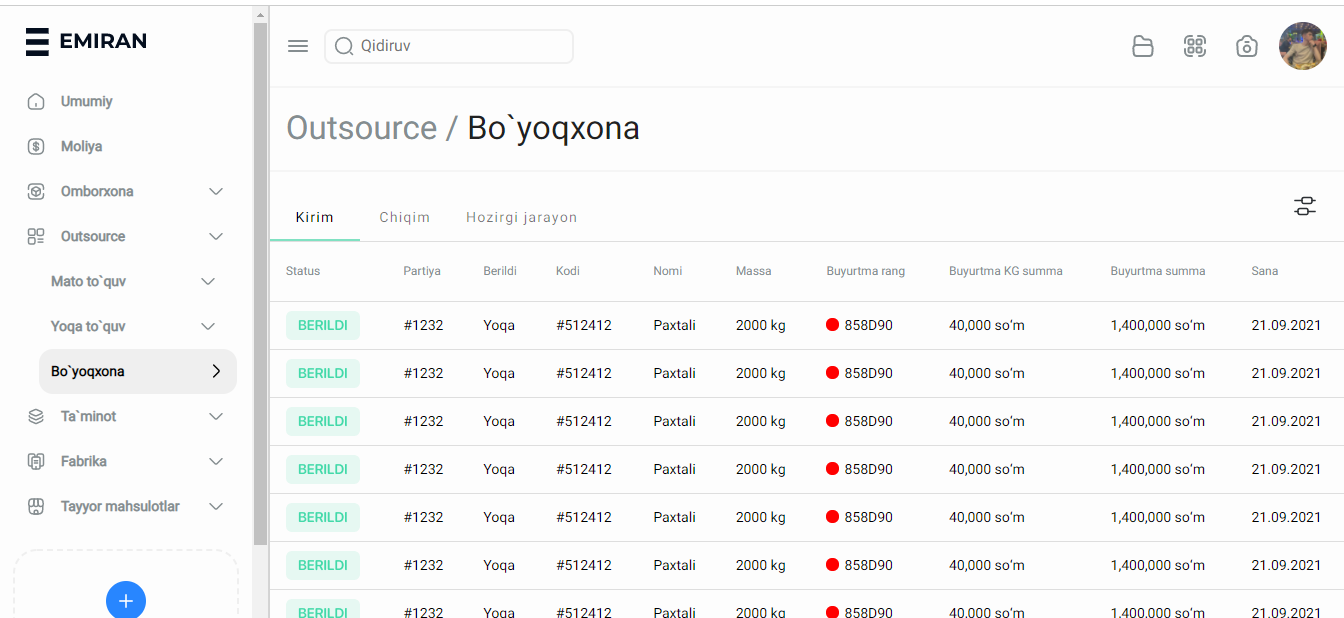 EMIRAN
Umumiy
Moliya
Omborxona
Outsource
Mato to`quv
Yoqa to`quv
Bo`yoqxona
Ta`minot
Fabrika
Tayyor mahsulotlar
Qidiruv
Outsource / Bo`yoqxona
Kirim Chiqim Hozirgi jarayon
Status Partiya Berildi Kodi Nomi Massa Buyurtma rang Buyurtma KG summa Buyurtma summa Sana
BERILDI #1232 Yoqa #512412 Paxtali 2000 kg 858D90 40,000 so‘m 1,400,000 so‘m 21.09.2021
BERILDI #1232 Yoqa #512412 Paxtali 2000 kg 858D90 40,000 so‘m 1,400,000 so‘m 21.09.2021
BERILDI #1232 Yoqa #512412 Paxtali 2000 kg 858D90 40,000 so‘m 1,400,000 so‘m 21.09.2021
BERILDI #1232 Yoqa #512412 Paxtali 2000 kg 858D90 40,000 so‘m 1,400,000 so‘m 21.09.2021
BERILDI #1232 Yoqa #512412 Paxtali 2000 kg 858D90 40,000 so‘m 1,400,000 so‘m 21.09.2021
BERILDI #1232 Yoqa #512412 Paxtali 2000 kg 858D90 40,000 so‘m 1,400,000 so‘m 21.09.2021
BERILDI #1232 Yoqa #512412 Paxtali 2000 kg 858D90 40,000 so‘m 1,400,000 so‘m 21.09.2021